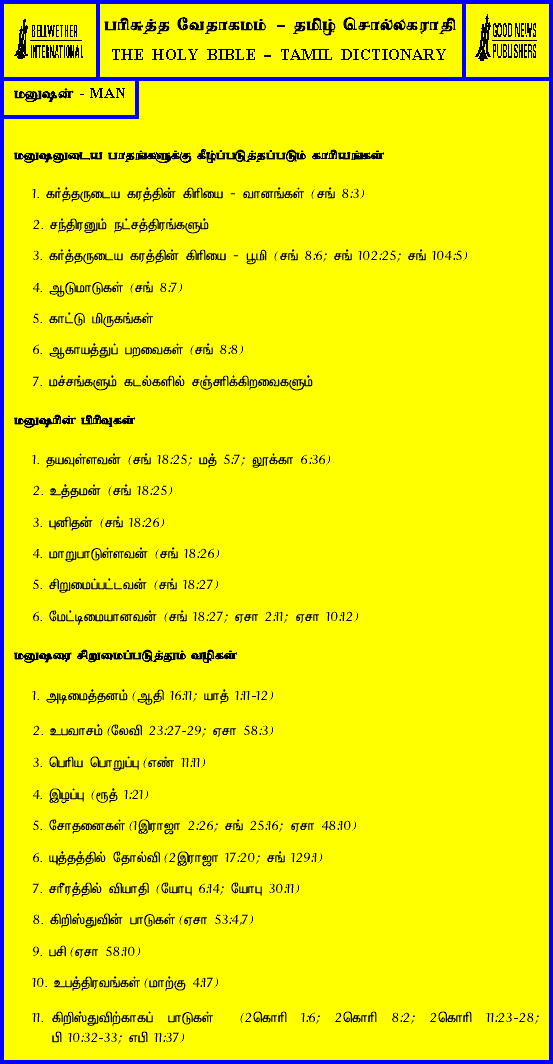 BELLWETHER
INTERNATIONAL
பரிசுத்த வேதாகமம் – தமிழ் சொல்லகராதி
THE HOLY BIBLE – TAMIL DICTIONARY
GOOD NEWS
PUBLISHERS
மனுஷன் - MAN
மனுஷனுடைய பாதங்களுக்கு கீழ்ப்படுத்தப்படும் காரியங்கள்
1. கர்த்தருடைய கரத்தின் கிரியை - வானங்கள் (சங் 8:3)
2. சந்திரனும் நட்சத்திரங்களும்
3. கர்த்தருடைய கரத்தின் கிரியை - பூமி (சங் 8:6; சங் 102:25; சங் 104:5)
4. ஆடுமாடுகள் (சங் 8:7)
5. காட்டு மிருகங்கள்
6. ஆகாயத்துப் பறவைகள் (சங் 8:8)
7. மச்சங்களும் கடல்களில் சஞ்சரிக்கிறவைகளும்
மனுஷரின் பிரிவுகள்
1. தயவுள்ளவன் (சங் 18:25; மத் 5:7; லூக்கா 6:36)
2. உத்தமன் (சங் 18:25)
3. புனிதன் (சங் 18:26)
4. மாறுபாடுள்ளவன் (சங் 18:26)
5. சிறுமைப்பட்டவன் (சங் 18:27)
6. மேட்டிமையானவன் (சங் 18:27; ஏசா 2:11; ஏசா 10:12)
மனுஷரை சிறுமைப்படுத்தும் வழிகள்
1. அடிமைத்தனம் (ஆதி 16:11; யாத் 1:11-12)
2. உபவாசம் (லேவி 23:27-29; ஏசா 58:3)
3. பெரிய பொறுப்பு (எண் 11:11)
4. இழப்பு (ரூத் 1:21)
5. சோதனைகள் (1இராஜா 2:26; சங் 25:16; ஏசா 48:10)
6. யுத்தத்தில் தோல்வி (2இராஜா 17:20; சங் 129:1)
7. சரீரத்தில் வியாதி (யோபு 6:14; யோபு 30:11)
8. கிறிஸ்துவின் பாடுகள் (ஏசா 53:4,7)
9. பசி (ஏசா 58:10)
10. உபத்திரவங்கள் (மாற்கு 4:17)
11. கிறிஸ்துவிற்காகப் பாடுகள் (2கொரி 1:6; 2கொரி 8:2; 2கொரி 11:23-28;
பி 10:32-33; எபி 11:37)